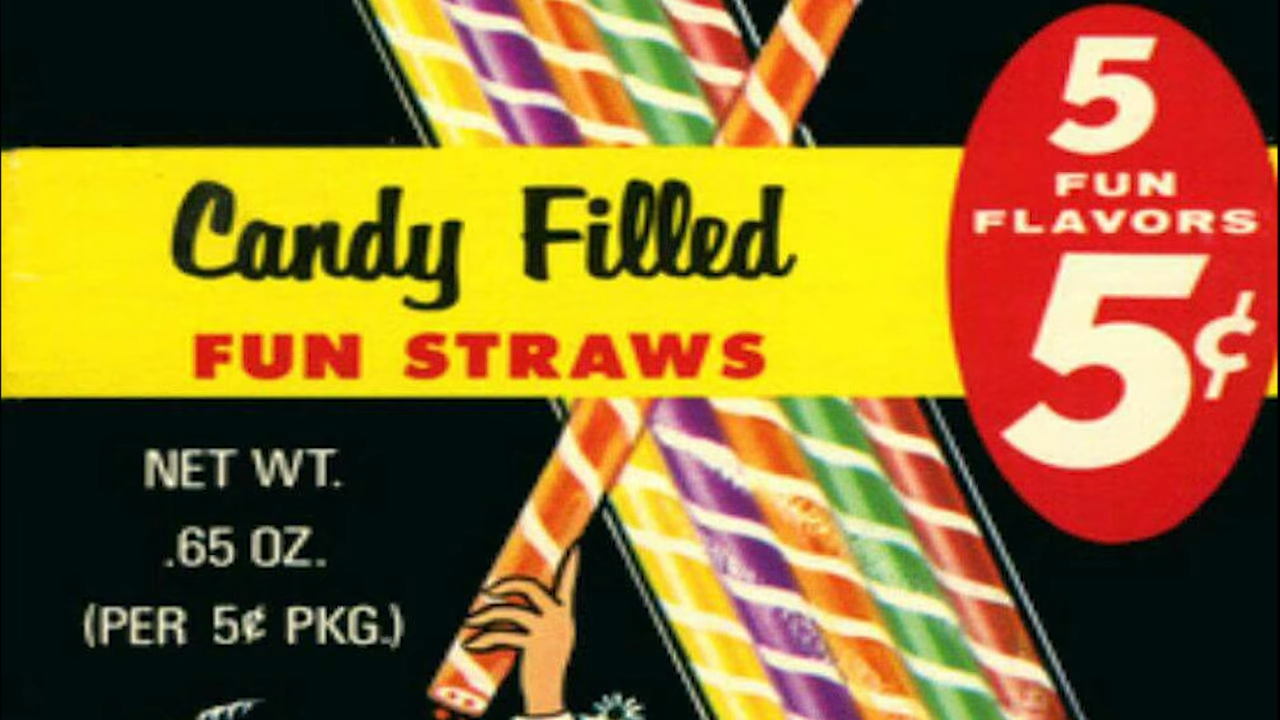 5
FUN
FLAVORS
5¢
Candy Filled
FUN STRAWS
NET WT.
.65 OZ.
(PER 5¢ PKG.)